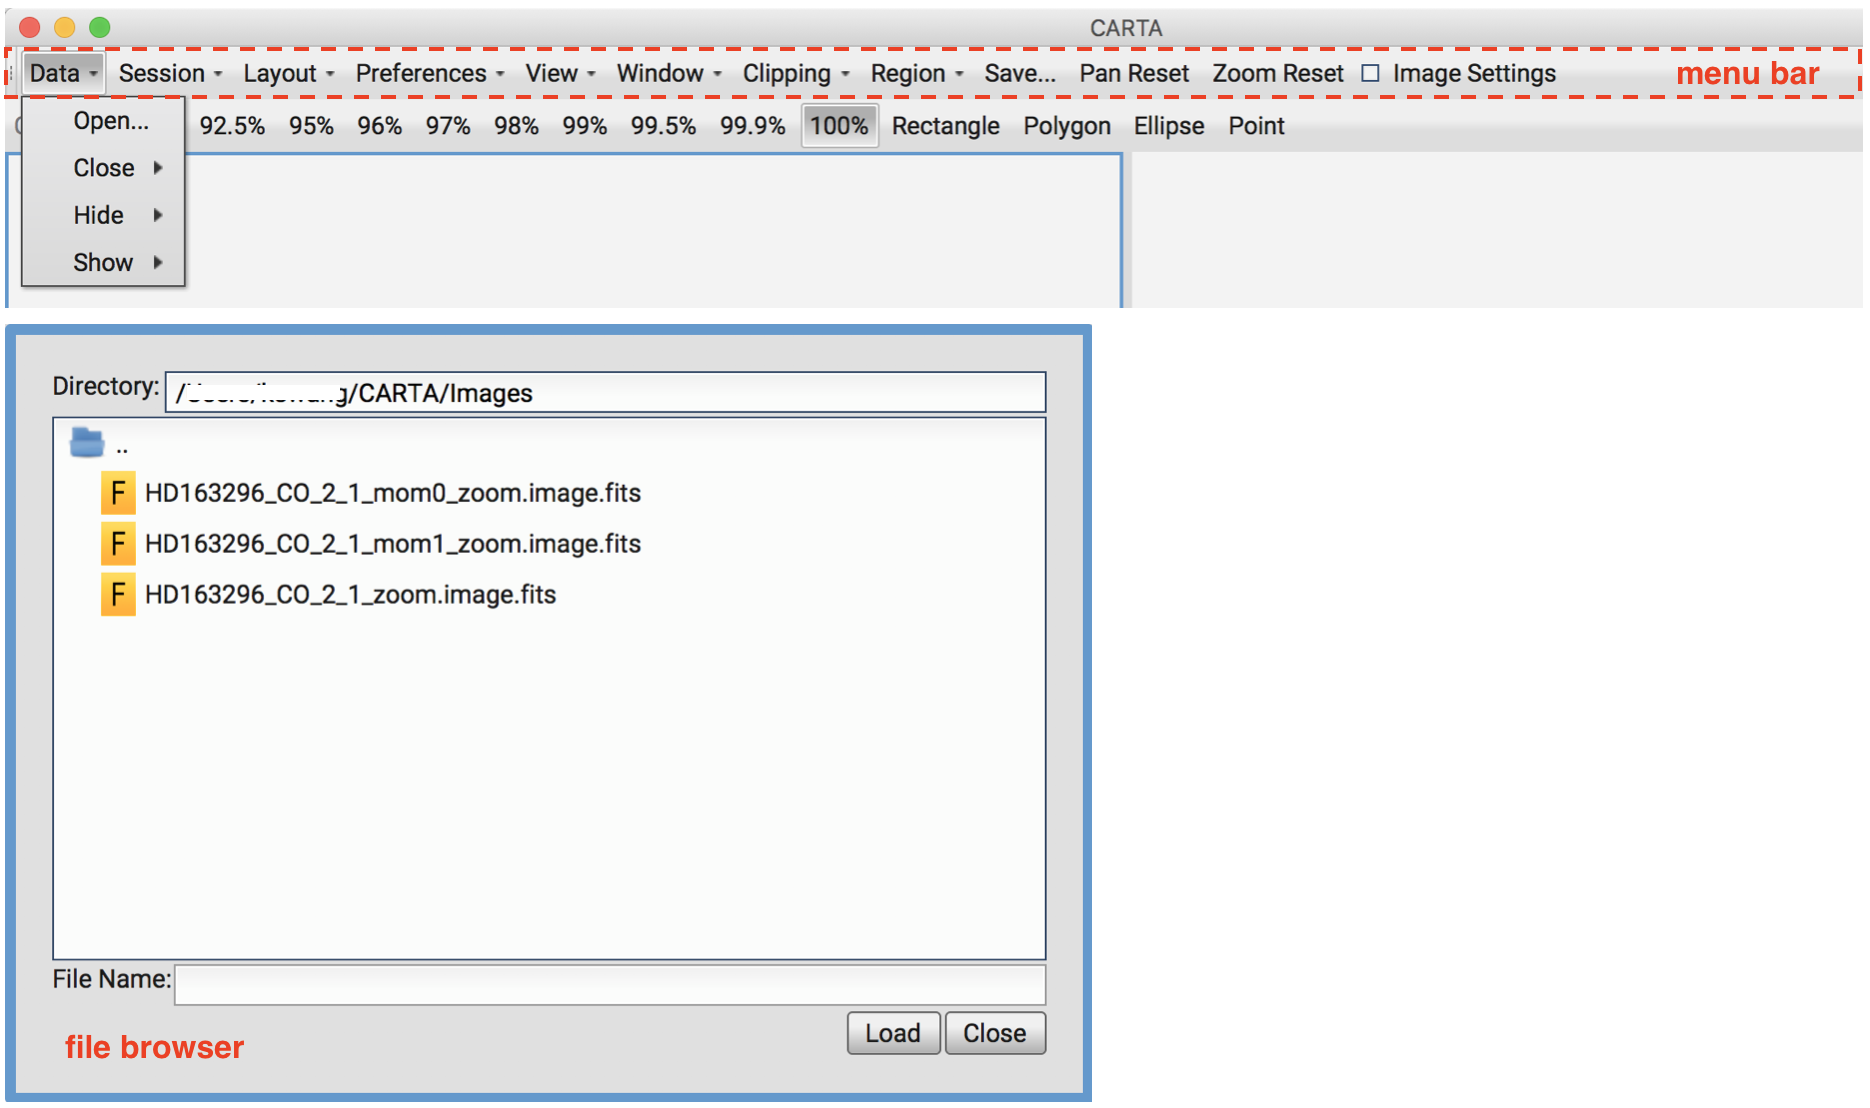 CARTA
Data Session Layout Preferences View Window Clipping Region Save... Pan Reset Zoom Reset Image Settings menu bar
92.5% 95% 96% 97% 98% 99% 99.5% 99.9% 100% Rectangle Polygon Ellipse Point
Open...
Close
Hide
Show
Directory: /CARTA/Images
..
F HD163296_CO_2_1_mom0_zoom.image.fits
F HD163296_CO_2_1_mom1_zoom.image.fits
F HD163296_CO_2_1_zoom.image.fits
File Name:
Load Close
file browser